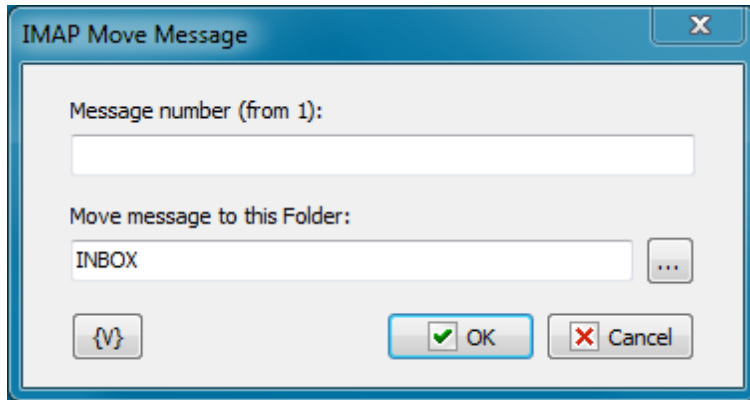 IMAP Move Message
Message number (from 1):
Move message to this Folder:
INBOX
...
{V} OK Cancel